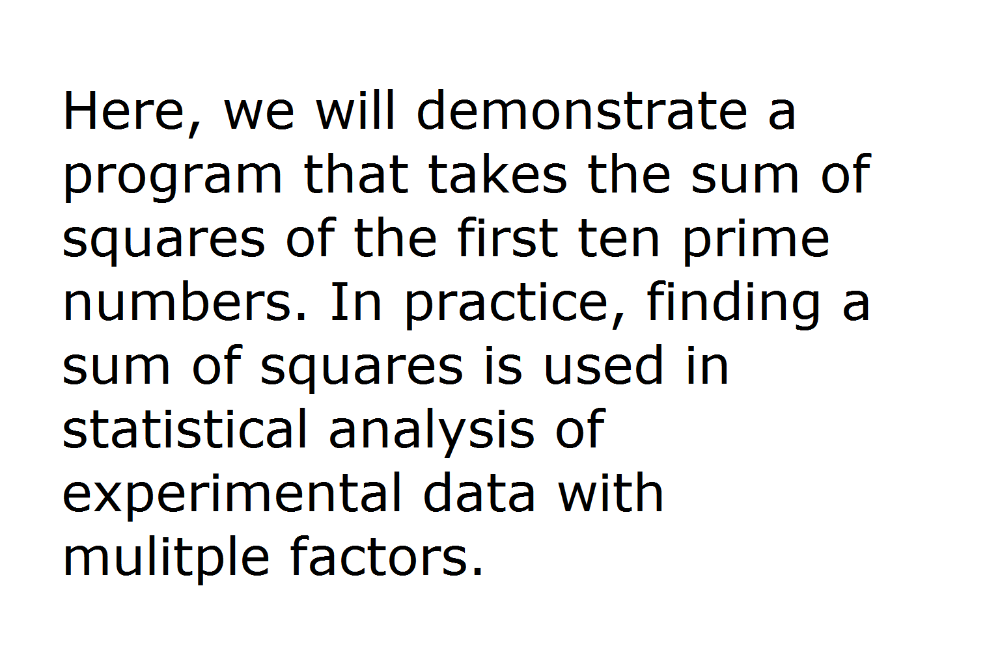 Here, we will demonstrate a
program that takes the sum of
squares of the first ten prime
numbers. In practice, finding a
sum of squares is used in
statistical analysis of
experimental data with
mulitple factors.